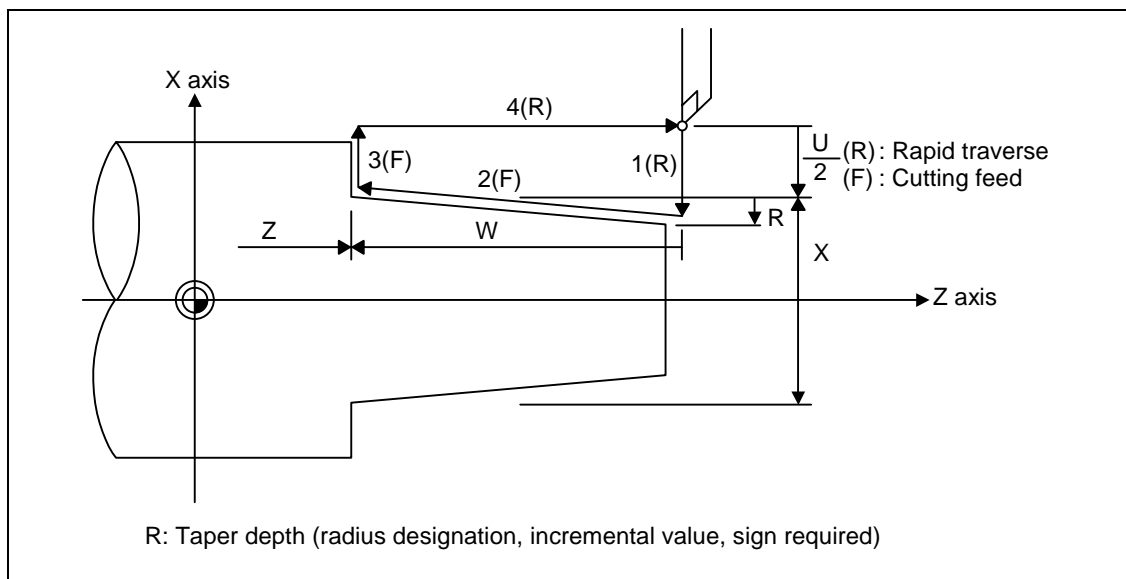 X axis
4(R)
3(F)
2(F)
1(R)
U
2
(R) : Rapid traverse
(F) : Cutting feed
R
Z
W
X
Z axis
R: Taper depth (radius designation, incremental value, sign required)